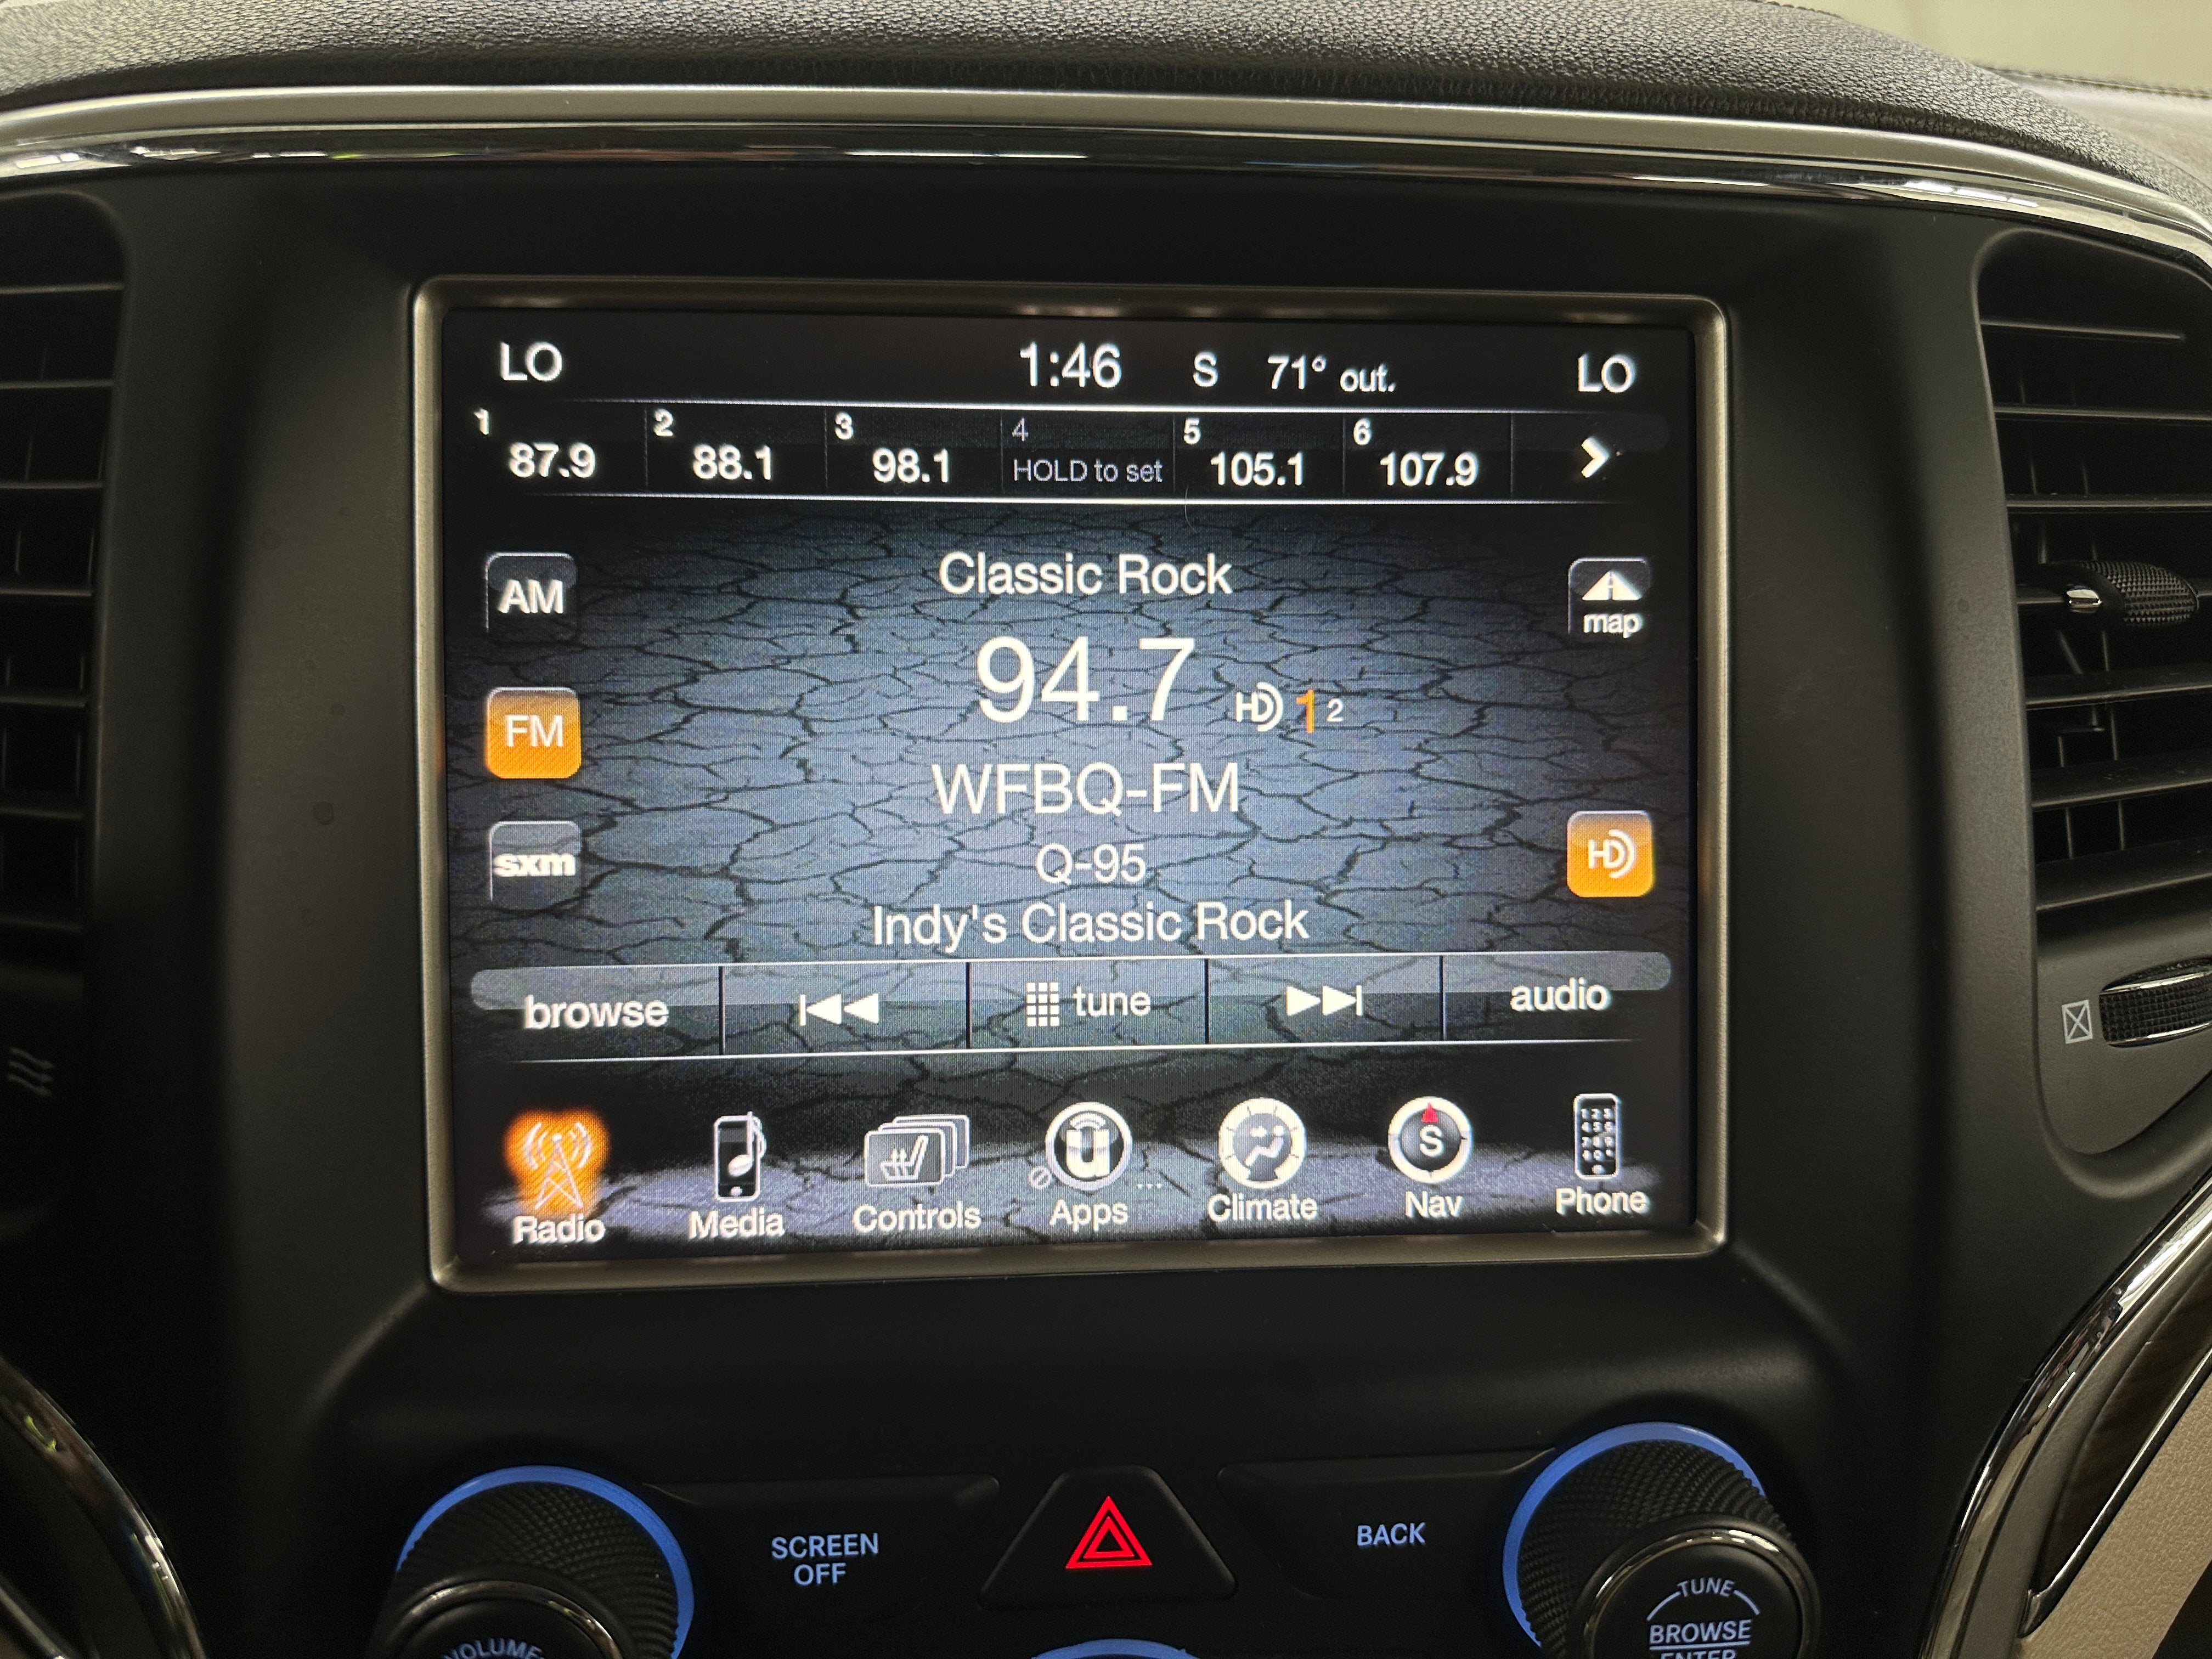 LO 1:46 S 71° out. LO
1 87.9 2 88.1 3 98.1 4 HOLD to set 5 105.1 6 107.9
Classic Rock
AM
map
94.7 HD 1 2
FM
WFBQ-FM
Q-95
sxm
HD
Indy's Classic Rock
browse tune audio
Radio Media Controls Apps Climate Nav Phone
S
SCREEN
OFF
BACK
VOLUME
TUNE
BROWSE
ENTER